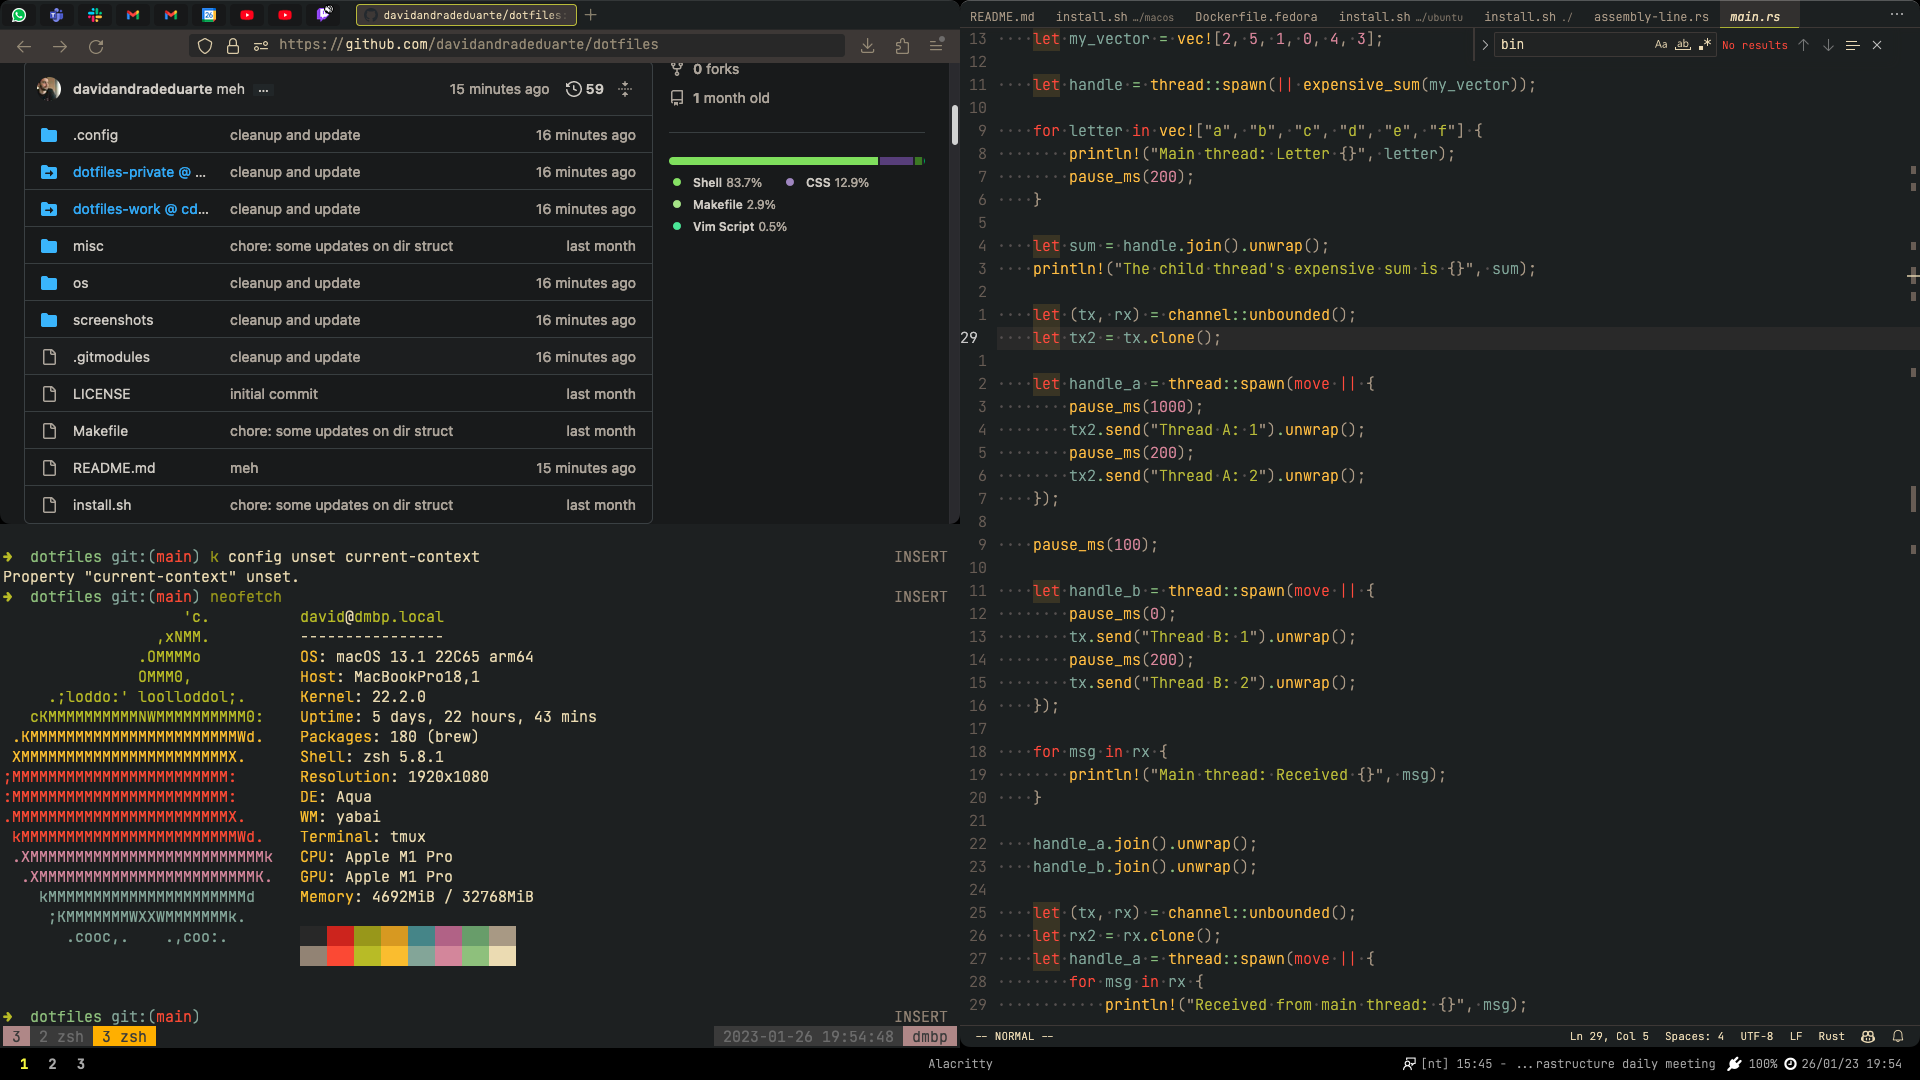 davidandradeduarte/dotfiles:
https://github.com/davidandradeduarte/dotfiles
davidandradeduarte meh ... 15 minutes ago 59
.config cleanup and update 16 minutes ago
dotfiles-private @ ... cleanup and update 16 minutes ago
dotfiles-work @ cd... cleanup and update 16 minutes ago
misc chore: some updates on dir struct last month
os cleanup and update 16 minutes ago
screenshots cleanup and update 16 minutes ago
.gitmodules cleanup and update 16 minutes ago
LICENSE initial commit last month
Makefile chore: some updates on dir struct last month
README.md meh 15 minutes ago
install.sh chore: some updates on dir struct last month
0 forks
1 month old
Shell 83.7% CSS 12.9%
Makefile 2.9%
Vim Script 0.5%
➜ dotfiles git:(main) k config unset current-context INSERT
Property "current-context" unset.
➜ dotfiles git:(main) neofetch INSERT
'c.
,xNMM.
.OMMMMo
OMMM0,
.;loddo:' loolloddol;.
cKMMMMMMMMMMNWMMMMMMMMMM0:
.KMMMMMMMMMMMMMMMMMMMMMMMWd.
XMMMMMMMMMMMMMMMMMMMMMMMX.
;MMMMMMMMMMMMMMMMMMMMMMMM:
:MMMMMMMMMMMMMMMMMMMMMMMM:
.MMMMMMMMMMMMMMMMMMMMMMMMX.
kMMMMMMMMMMMMMMMMMMMMMMMMWd.
.XMMMMMMMMMMMMMMMMMMMMMMMMMMk
.XMMMMMMMMMMMMMMMMMMMMMMMMK.
kMMMMMMMMMMMMMMMMMMMMMMd
;KMMMMMMMWXXWMMMMMMMk.
.cooc,. .,coo:.
david@dmbp.local
----------------
OS: macOS 13.1 22C65 arm64
Host: MacBookPro18,1
Kernel: 22.2.0
Uptime: 5 days, 22 hours, 43 mins
Packages: 180 (brew)
Shell: zsh 5.8.1
Resolution: 1920x1080
DE: Aqua
WM: yabai
Terminal: tmux
CPU: Apple M1 Pro
GPU: Apple M1 Pro
Memory: 4692MiB / 32768MiB
➜ dotfiles git:(main) INSERT
3 2 zsh 3 zsh 2023-01-26 19:54:48 dmbp
README.md install.sh .../macos Dockerfile.fedora install.sh .../ubuntu install.sh ./ assembly-line.rs main.rs ...
bin Aa ab .* No results
13 let my_vector = vec![2, 5, 1, 0, 4, 3];
12
11 let handle = thread::spawn(|| expensive_sum(my_vector));
10
9 for letter in vec!["a", "b", "c", "d", "e", "f"] {
8 println!("Main thread: Letter {}", letter);
7 pause_ms(200);
6 }
5
4 let sum = handle.join().unwrap();
3 println!("The child thread's expensive sum is {}", sum);
2
1 let (tx, rx) = channel::unbounded();
29 let tx2 = tx.clone();
1
2 let handle_a = thread::spawn(move || {
3 pause_ms(1000);
4 tx2.send("Thread A: 1").unwrap();
5 pause_ms(200);
6 tx2.send("Thread A: 2").unwrap();
7 });
8
9 pause_ms(100);
10
11 let handle_b = thread::spawn(move || {
12 pause_ms(0);
13 tx.send("Thread B: 1").unwrap();
14 pause_ms(200);
15 tx.send("Thread B: 2").unwrap();
16 });
17
18 for msg in rx {
19 println!("Main thread: Received {}", msg);
20 }
21
22 handle_a.join().unwrap();
23 handle_b.join().unwrap();
24
25 let (tx, rx) = channel::unbounded();
26 let rx2 = rx.clone();
27 let handle_a = thread::spawn(move || {
28 for msg in rx {
29 println!("Received from main thread: {}", msg);
-- NORMAL -- Ln 29, Col 5 Spaces: 4 UTF-8 LF Rust
1 2 3 Alacritty [nt] 15:45 - ...rastructure daily meeting 100% 26/01/23 19:54